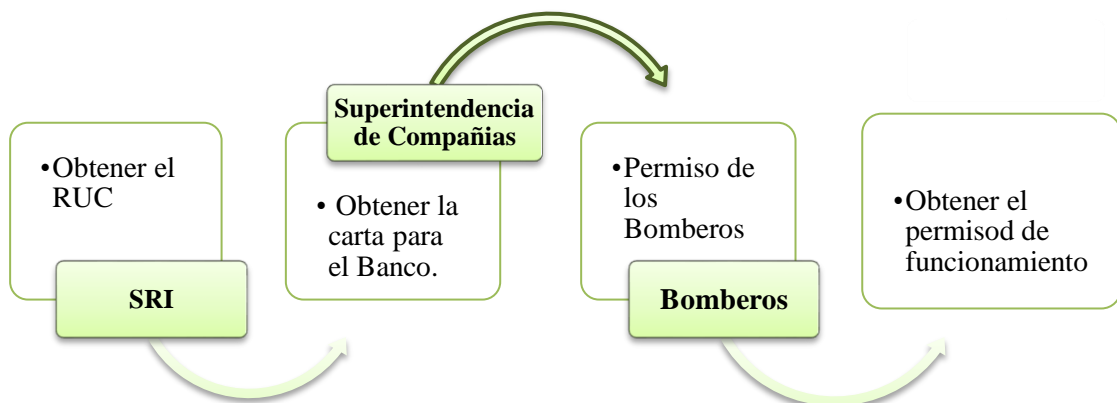 •Obtener el
RUC
SRI
Superintendencia
de Compañias
• Obtener la
carta para
el Banco.
•Permiso de
los
Bomberos
Bomberos
•Obtener el
permisod de
funcionamiento